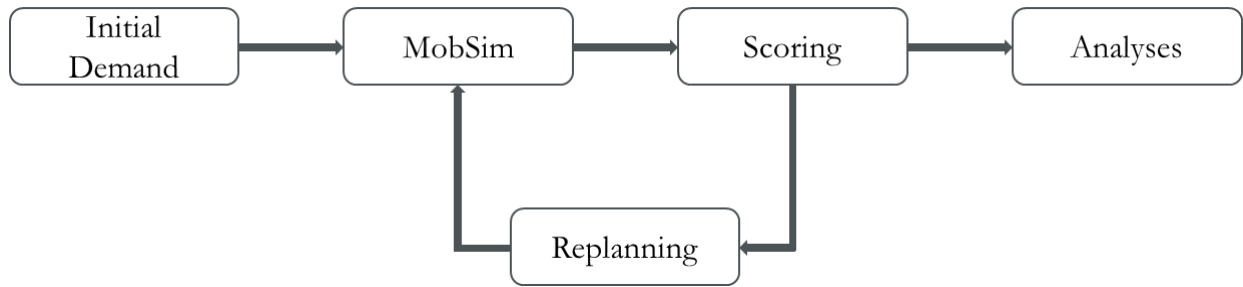 Initial
Demand
MobSim
Scoring
Analyses
Replanning